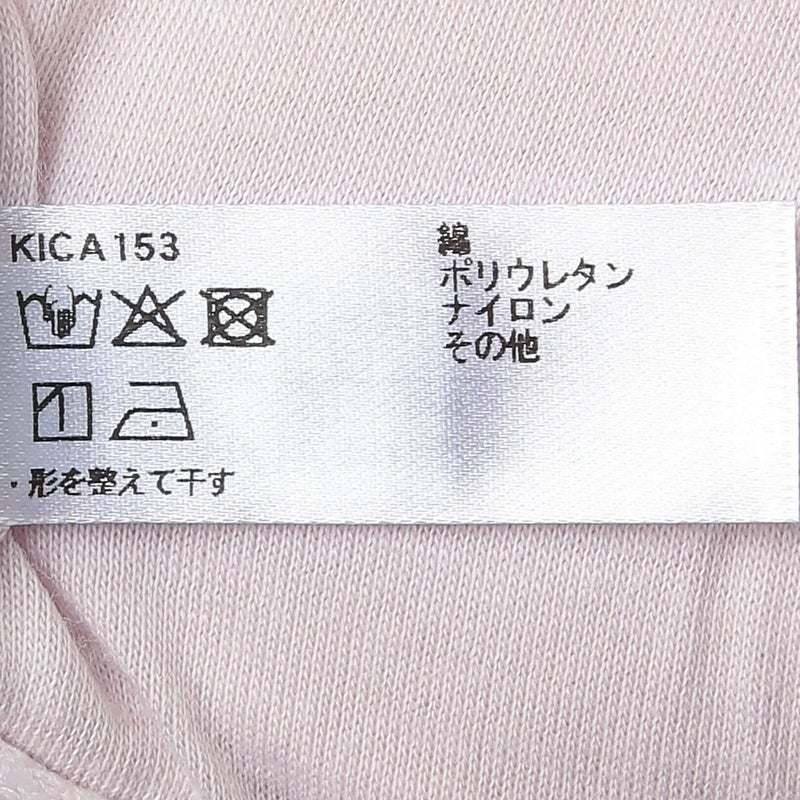 KICA153
綿
ポリウレタン
ナイロン
その他
・形を整えて干す